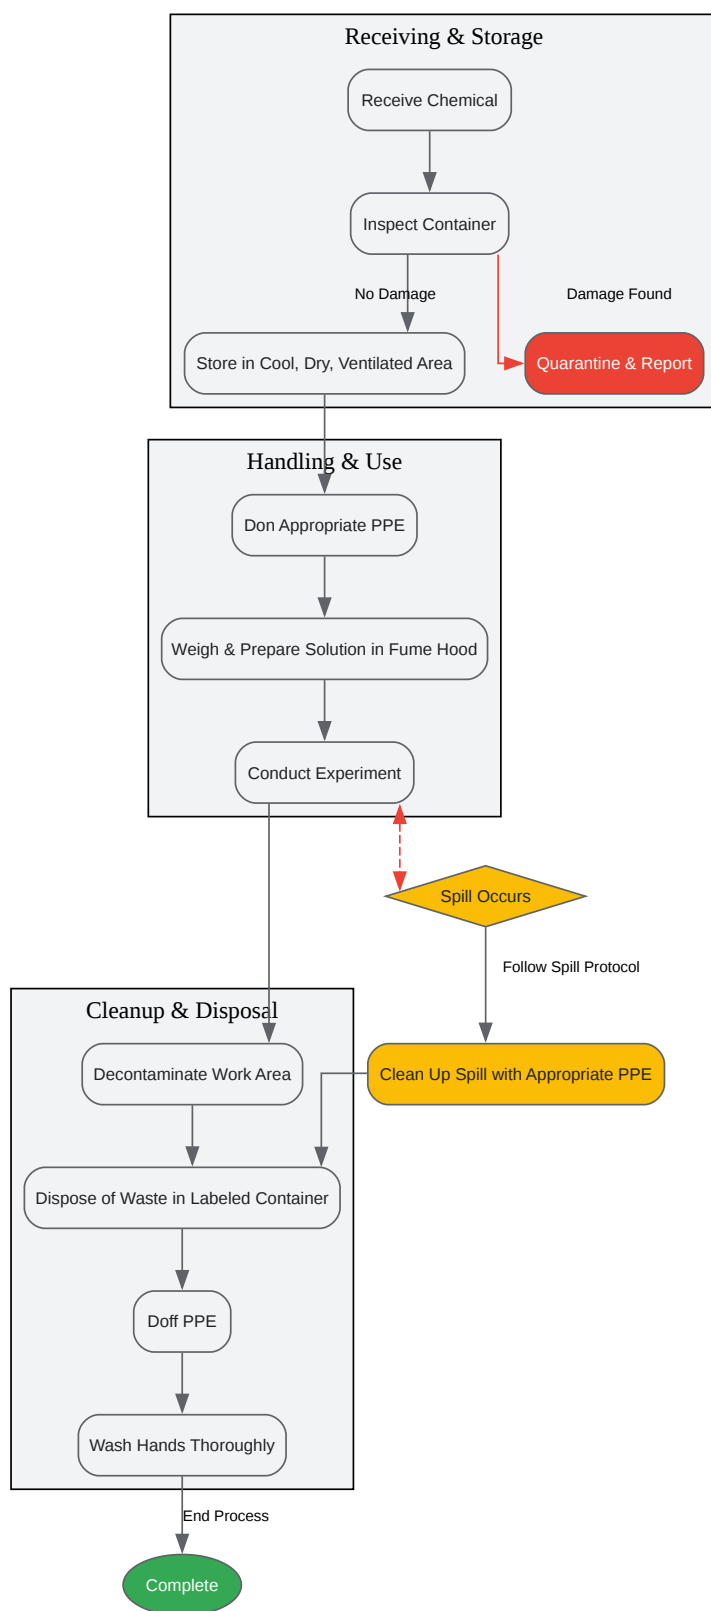 Receiving & Storage
Receive Chemical
Inspect Container
No Damage
Damage Found
Store in Cool, Dry, Ventilated Area
Quarantine & Report
Handling & Use
Don Appropriate PPE
Weigh & Prepare Solution in Fume Hood
Conduct Experiment
Spill Occurs
Follow Spill Protocol
Cleanup & Disposal
Decontaminate Work Area
Clean Up Spill with Appropriate PPE
Dispose of Waste in Labeled Container
Doff PPE
Wash Hands Thoroughly
End Process
Complete